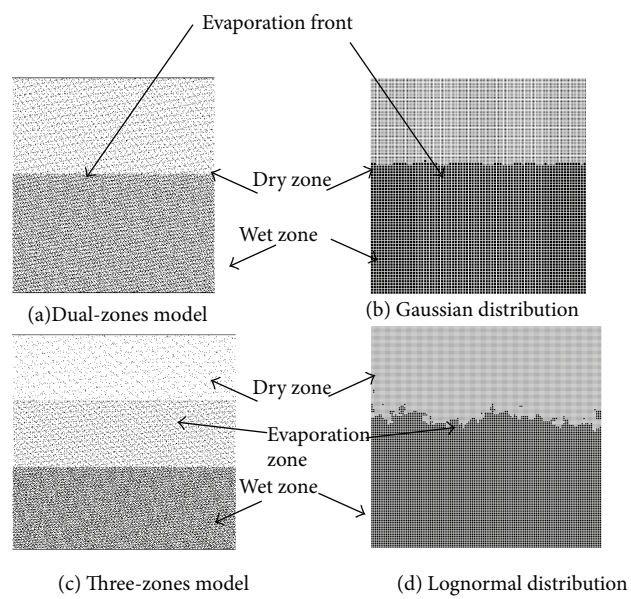 Evaporation front
Dry zone
Wet zone
(a)Dual-zones model
(b) Gaussian distribution
Dry zone
Evaporation
zone
Wet zone
(c) Three-zones model
(d) Lognormal distribution